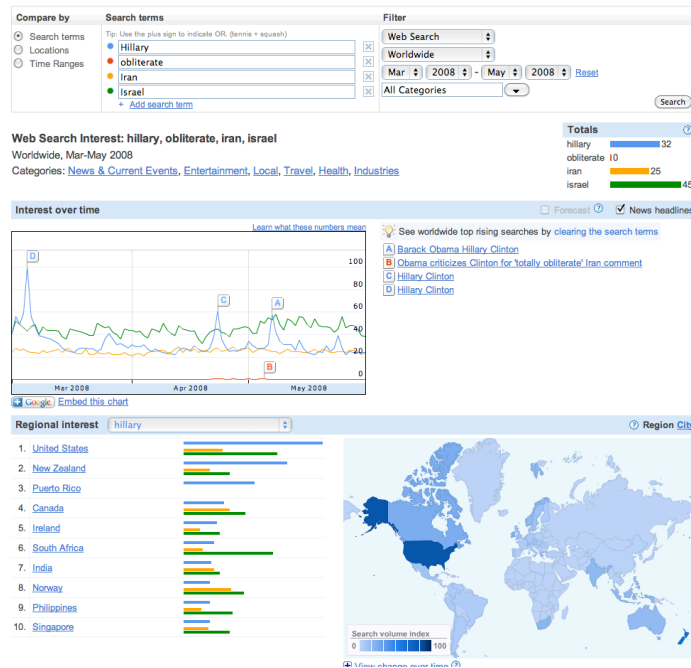 Compare by Search terms Filter
Search terms
Locations
Time Ranges
Tip: Use the plus sign to indicate OR. (tennis + squash)
Hillary
obliterate
Iran
Israel
+ Add search term
Web Search
Worldwide
Mar 2008 - May 2008 Reset
All Categories
Search
Web Search Interest: hillary, obliterate, iran, israel
Worldwide, Mar-May 2008
Categories: News & Current Events, Entertainment, Local, Travel, Health, Industries
Totals ?
hillary 32
obliterate 0
iran 25
israel 45
Interest over time Forecast ? News headlines
Learn what these numbers mean
D
C
A
B
100
80
60
40
20
0
Mar 2008 Apr 2008 May 2008
Google Embed this chart
See worldwide top rising searches by clearing the search terms
A Barack Obama Hillary Clinton
B Obama criticizes Clinton for 'totally obliterate' Iran comment
C Hillary Clinton
D Hillary Clinton
Regional interest hillary ? Region City
1. United States
2. New Zealand
3. Puerto Rico
4. Canada
5. Ireland
6. South Africa
7. India
8. Norway
9. Philippines
10. Singapore
Search volume index
0 100
View change over time ?